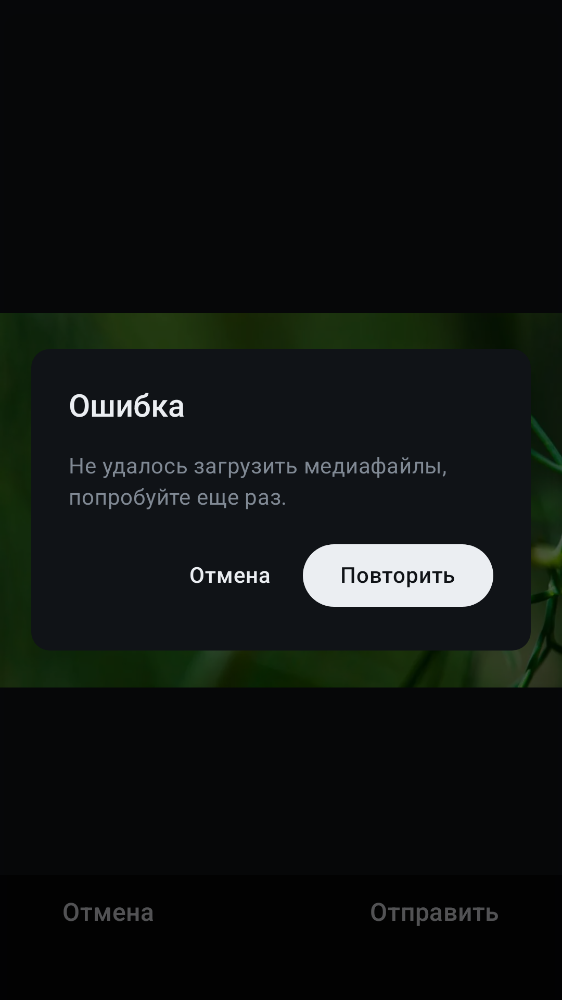 Ошибка
Не удалось загрузить медиафайлы,
попробуйте еще раз.
Отмена
Повторить
Отмена
Отправить